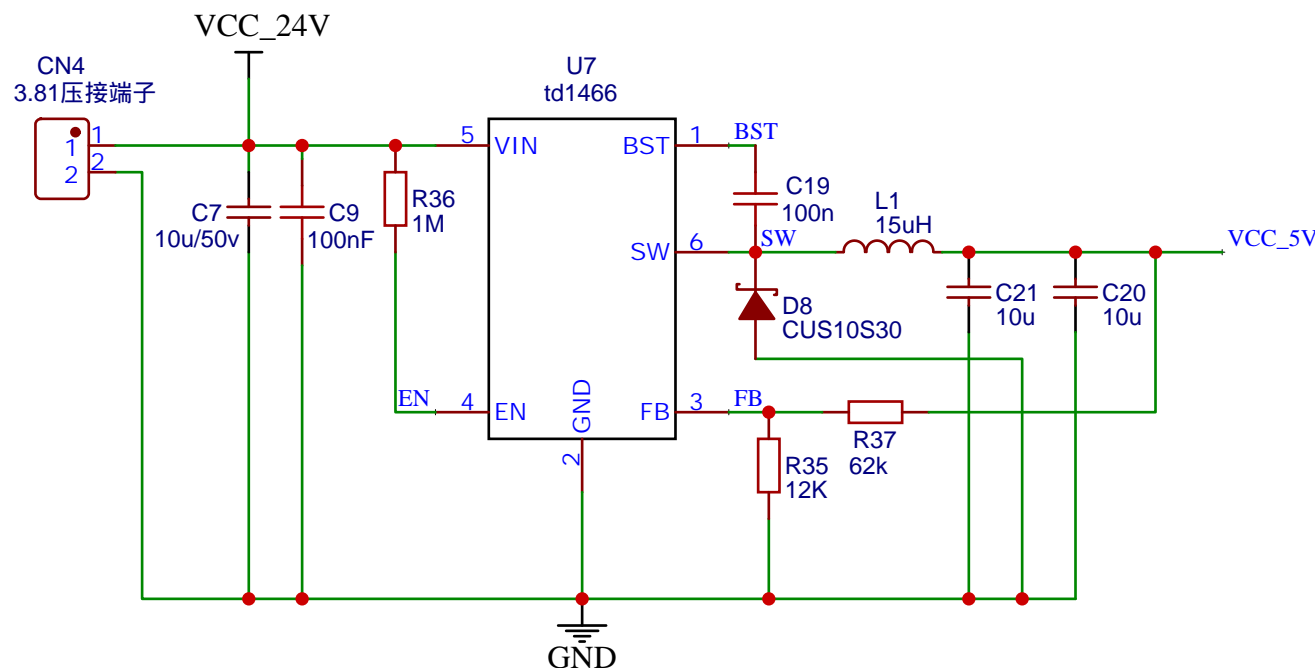 VCC_24V
CN4
3.81压接端子
1
1
2
2
C7
10u/50v
C9
100nF
R36
1M
EN
U7
td1466
5
VIN
BST
1
BST
C19
100n
SW
6
SW
L1
15uH
VCC_5V
D8
CUS10S30
C21
10u
C20
10u
4
EN
GND
2
FB
3
FB
R37
62k
R35
12K
GND